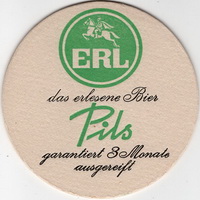 ERL
das erlesene Bier
Pils
garantiert 3 Monate
ausgereift